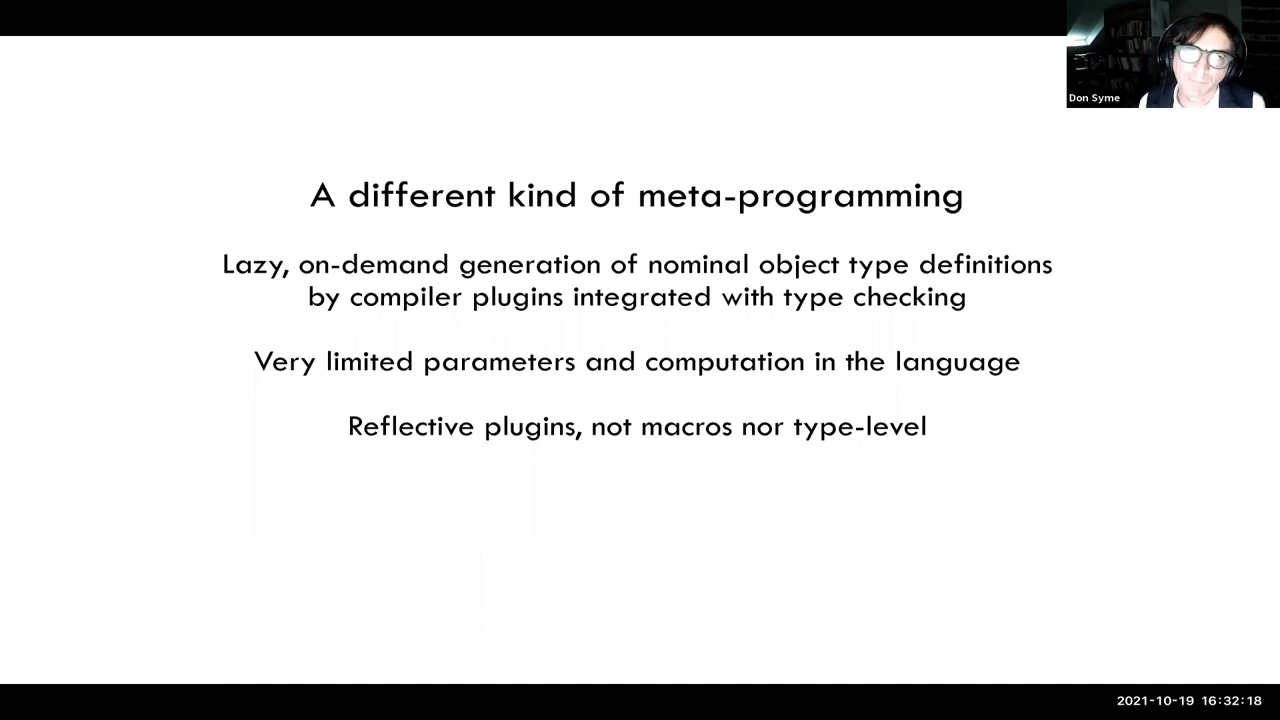 Don Syme
A different kind of meta-programming
Lazy, on-demand generation of nominal object type definitions
by compiler plugins integrated with type checking
Very limited parameters and computation in the language
Reflective plugins, not macros nor type-level
2021-10-19 16:32:18